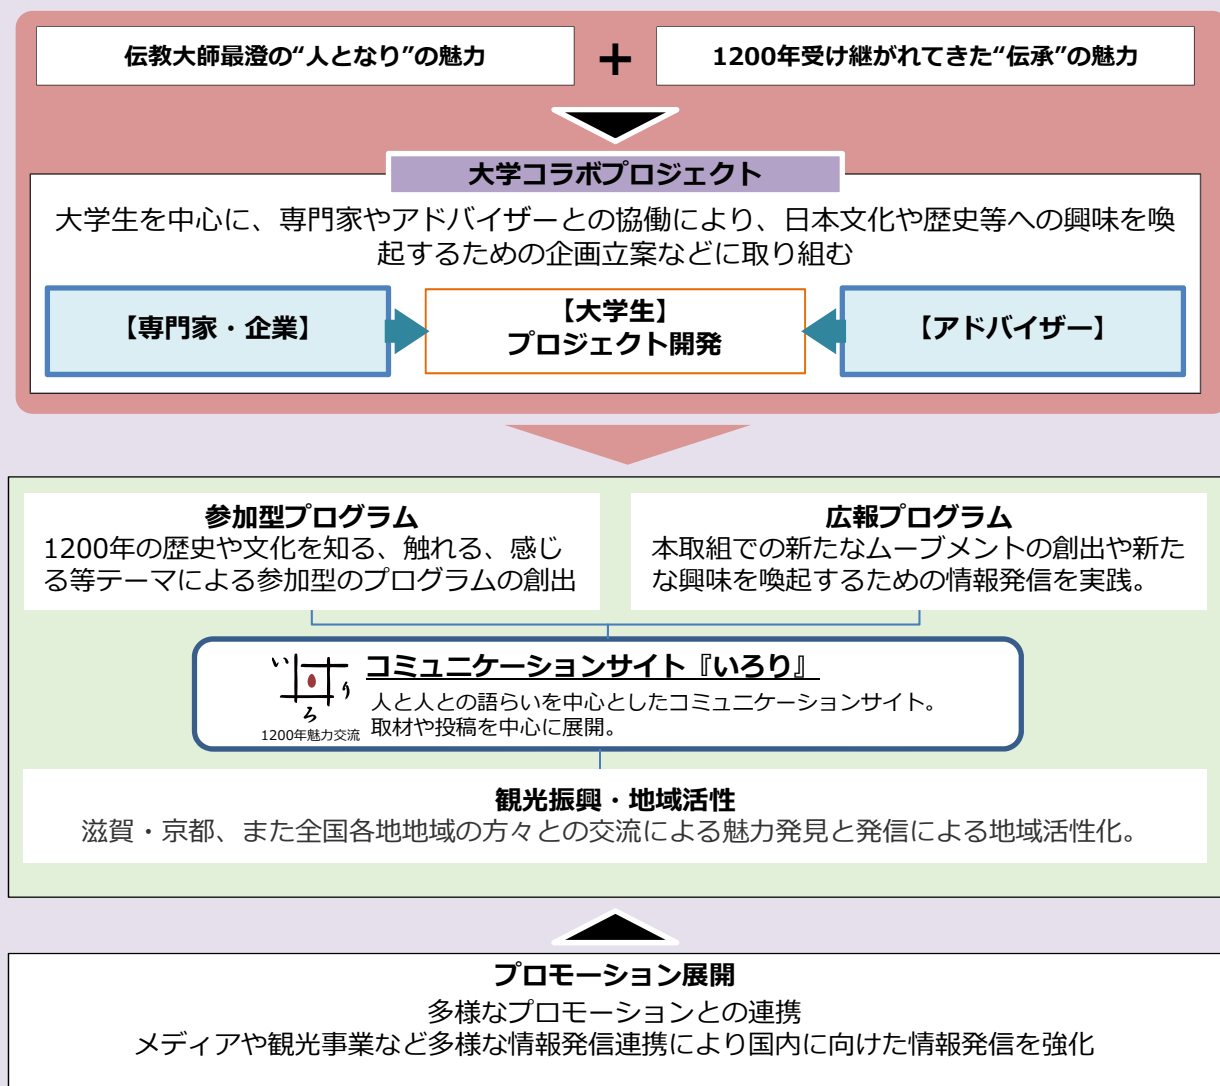 伝教大師最澄の“人となり”の魅力
+
1200年受け継がれてきた“伝承”の魅力
大学コラボプロジェクト
大学生を中心に、専門家やアドバイザーとの協働により、日本文化や歴史等への興味を喚
起するための企画立案などに取り組む
【専門家・企業】
【大学生】
プロジェクト開発
【アドバイザー】
参加型プログラム
1200年の歴史や文化を知る、触れる、感じ
る等テーマによる参加型のプログラムの創出
広報プログラム
本取組での新たなムーブメントの創出や新た
な興味を喚起するための情報発信を実践。
いろり
1200年魅力交流
コミュニケーションサイト『いろり』
人と人との語らいを中心としたコミュニケーションサイト。
取材や投稿を中心に展開。
観光振興・地域活性
滋賀・京都、また全国各地地域の方々との交流による魅力発見と発信による地域活性化。
プロモーション展開
多様なプロモーションとの連携
メディアや観光事業など多様な情報発信連携により国内に向けた情報発信を強化